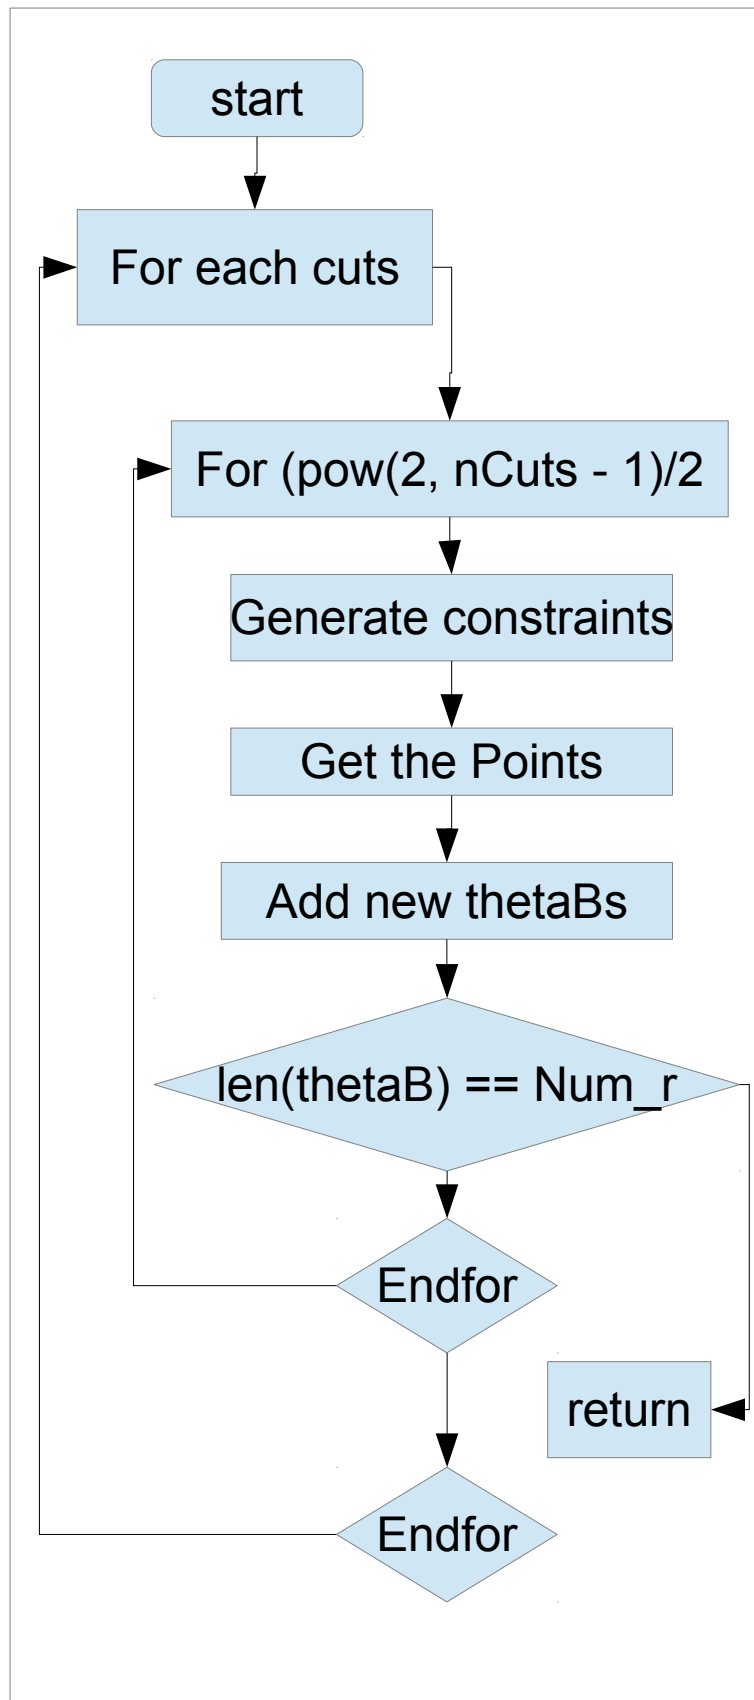 start
For each cuts
For (pow(2, nCuts - 1)/2
Generate constraints
Get the Points
Add new thetaBs
len(thetaB) == Num_r
Endfor
return
Endfor